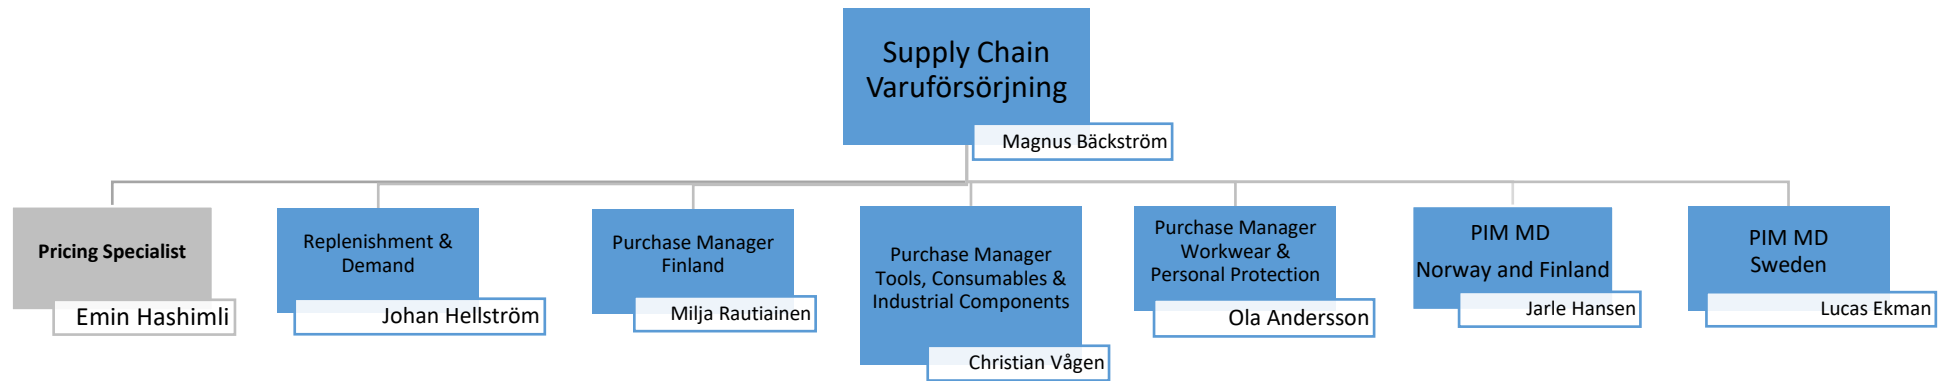 Supply Chain
Varuförsörjning
Magnus Bäckström
Pricing Specialist
Emin Hashimli
Replenishment &
Demand
Johan Hellström
Purchase Manager
Finland
Milja Rautiainen
Purchase Manager
Tools, Consumables &
Industrial Components
Christian Vågen
Purchase Manager
Workwear &
Personal Protection
Ola Andersson
PIM MD
Norway and Finland
Jarle Hansen
PIM MD
Sweden
Lucas Ekman